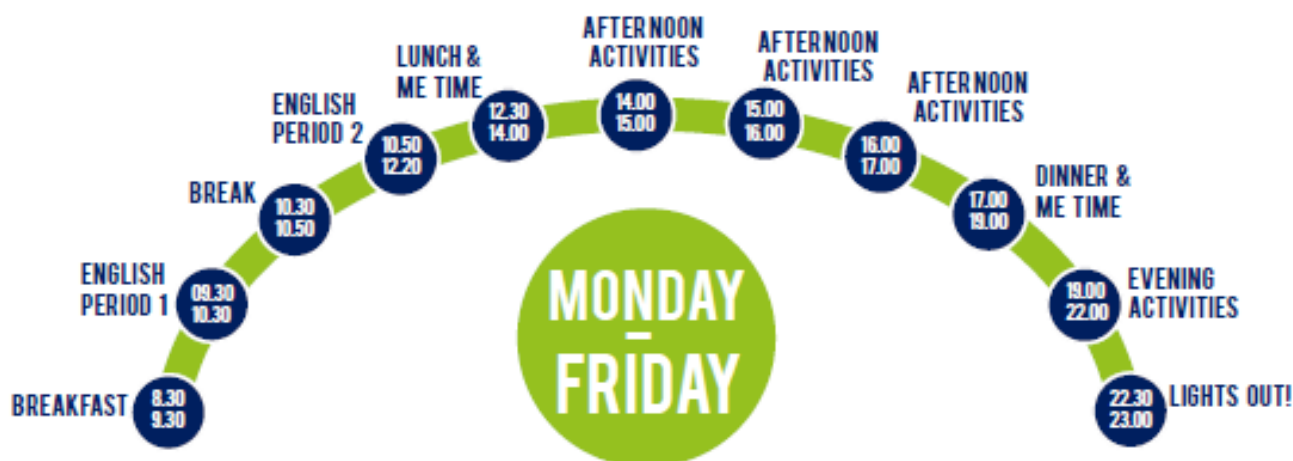 BREAKFAST
8.30
9.30
ENGLISH
PERIOD 1
09.30
10.30
BREAK
10.30
10.50
ENGLISH
PERIOD 2
10.50
12.20
LUNCH &
ME TIME
12.30
14.00
AFTERNOON
ACTIVITIES
14.00
15.00
AFTERNOON
ACTIVITIES
15.00
16.00
AFTERNOON
ACTIVITIES
16.00
17.00
DINNER &
ME TIME
17.00
19.00
EVENING
ACTIVITIES
19.00
22.00
LIGHTS OUT!
22.30
23.00
MONDAY
–
FRIDAY